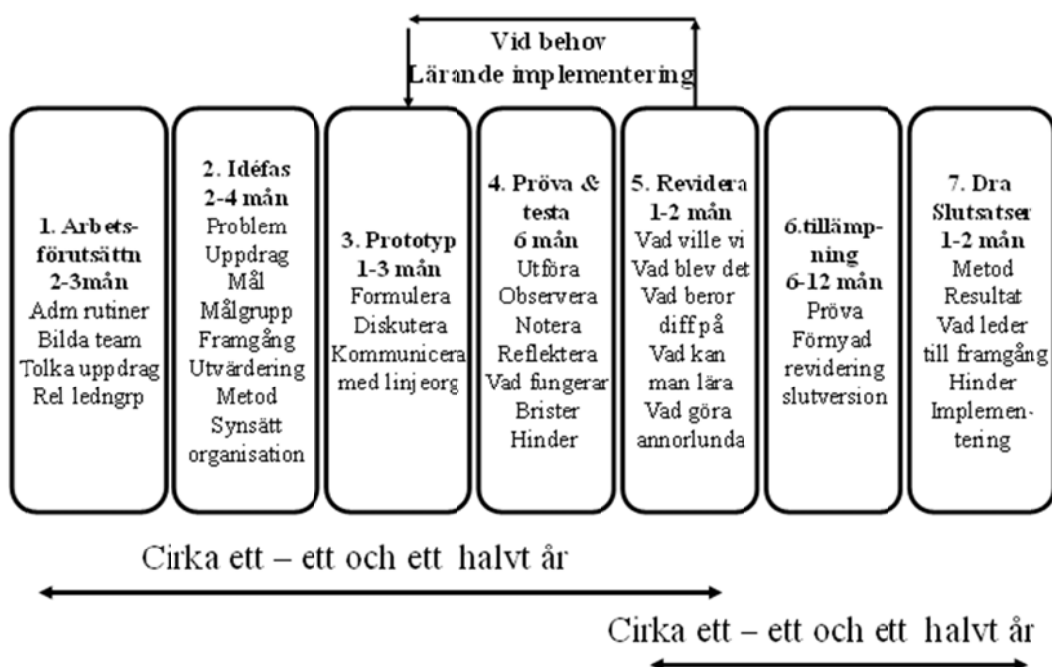 Vid behov
Lärande implementering
1. Arbets-
förutsättn
2-3mån
Adm rutiner
Bilda team
Tolka uppdrag
Rel ledngrp
2. Idéfas
2-4 mån
Problem
Uppdrag
Mål
Målgrupp
Framgång
Utvärdering
Metod
Synsätt
organisation
3. Prototyp
1-3 mån
Formulera
Diskutera
Kommunicera
med linjeorg
4. Pröva &
testa
6 mån
Utföra
Observera
Notera
Reflektera
Vad fungerar
Brister
Hinder
5. Revidera
1-2 mån
Vad ville vi
Vad blev det
Vad beror
diff på
Vad kan
man lära
Vad göra
annorlunda
6.tillämp-
ning
6-12 mån
Pröva
Förnyad
revidering
slutversion
7. Dra
Slutsatser
1-2 mån
Metod
Resultat
Vad leder
till framgång
Hinder
Implemen-
tering
Cirka ett – ett och ett halvt år
Cirka ett – ett och ett halvt år